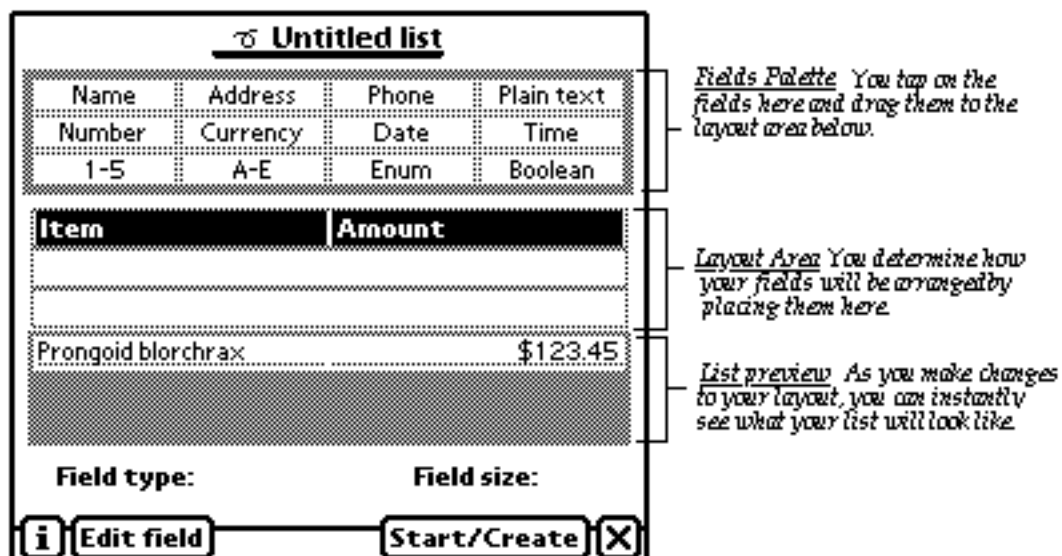 Untitled list
Name Address Phone Plain text
Number Currency Date Time
1-5 A-E Enum Boolean
Fields Palette You tap on the
fields here and drag them to the
layout area below.
Item Amount
Layout Area You determine how
your fields will be arrangedby
placing them here.
Prongoid blorchrax $123.45
List preview As you make changes
to your layout, you can instantly
see what your list will look like.
Field type: Field size:
i Edit field Start/Create X